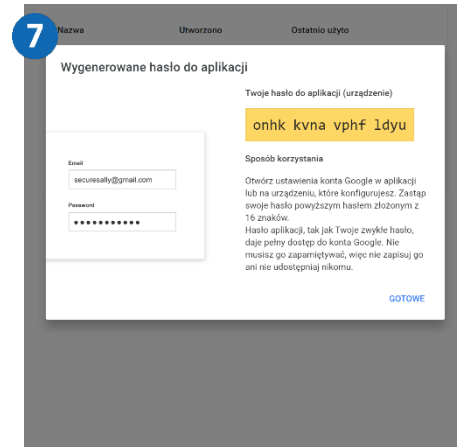 7
Nazwa Utworzono Ostatnio użyto
Wygenerowane hasło do aplikacji
Twoje hasło do aplikacji (urządzenie)
onhk kvna vphf ldyu
Email
securesally@gmail.com
Password
Sposób korzystania
Otwórz ustawienia konta Google w aplikacji
lub na urządzeniu, które konfigurujesz. Zastąp
swoje hasło powyższym hasłem złożonym z
16 znaków.
Hasło aplikacji, tak jak Twoje zwykłe hasło,
daje pełny dostęp do konta Google. Nie
musisz go zapamiętywać, więc nie zapisuj go
ani nie udostępniaj nikomu.
GOTOWE